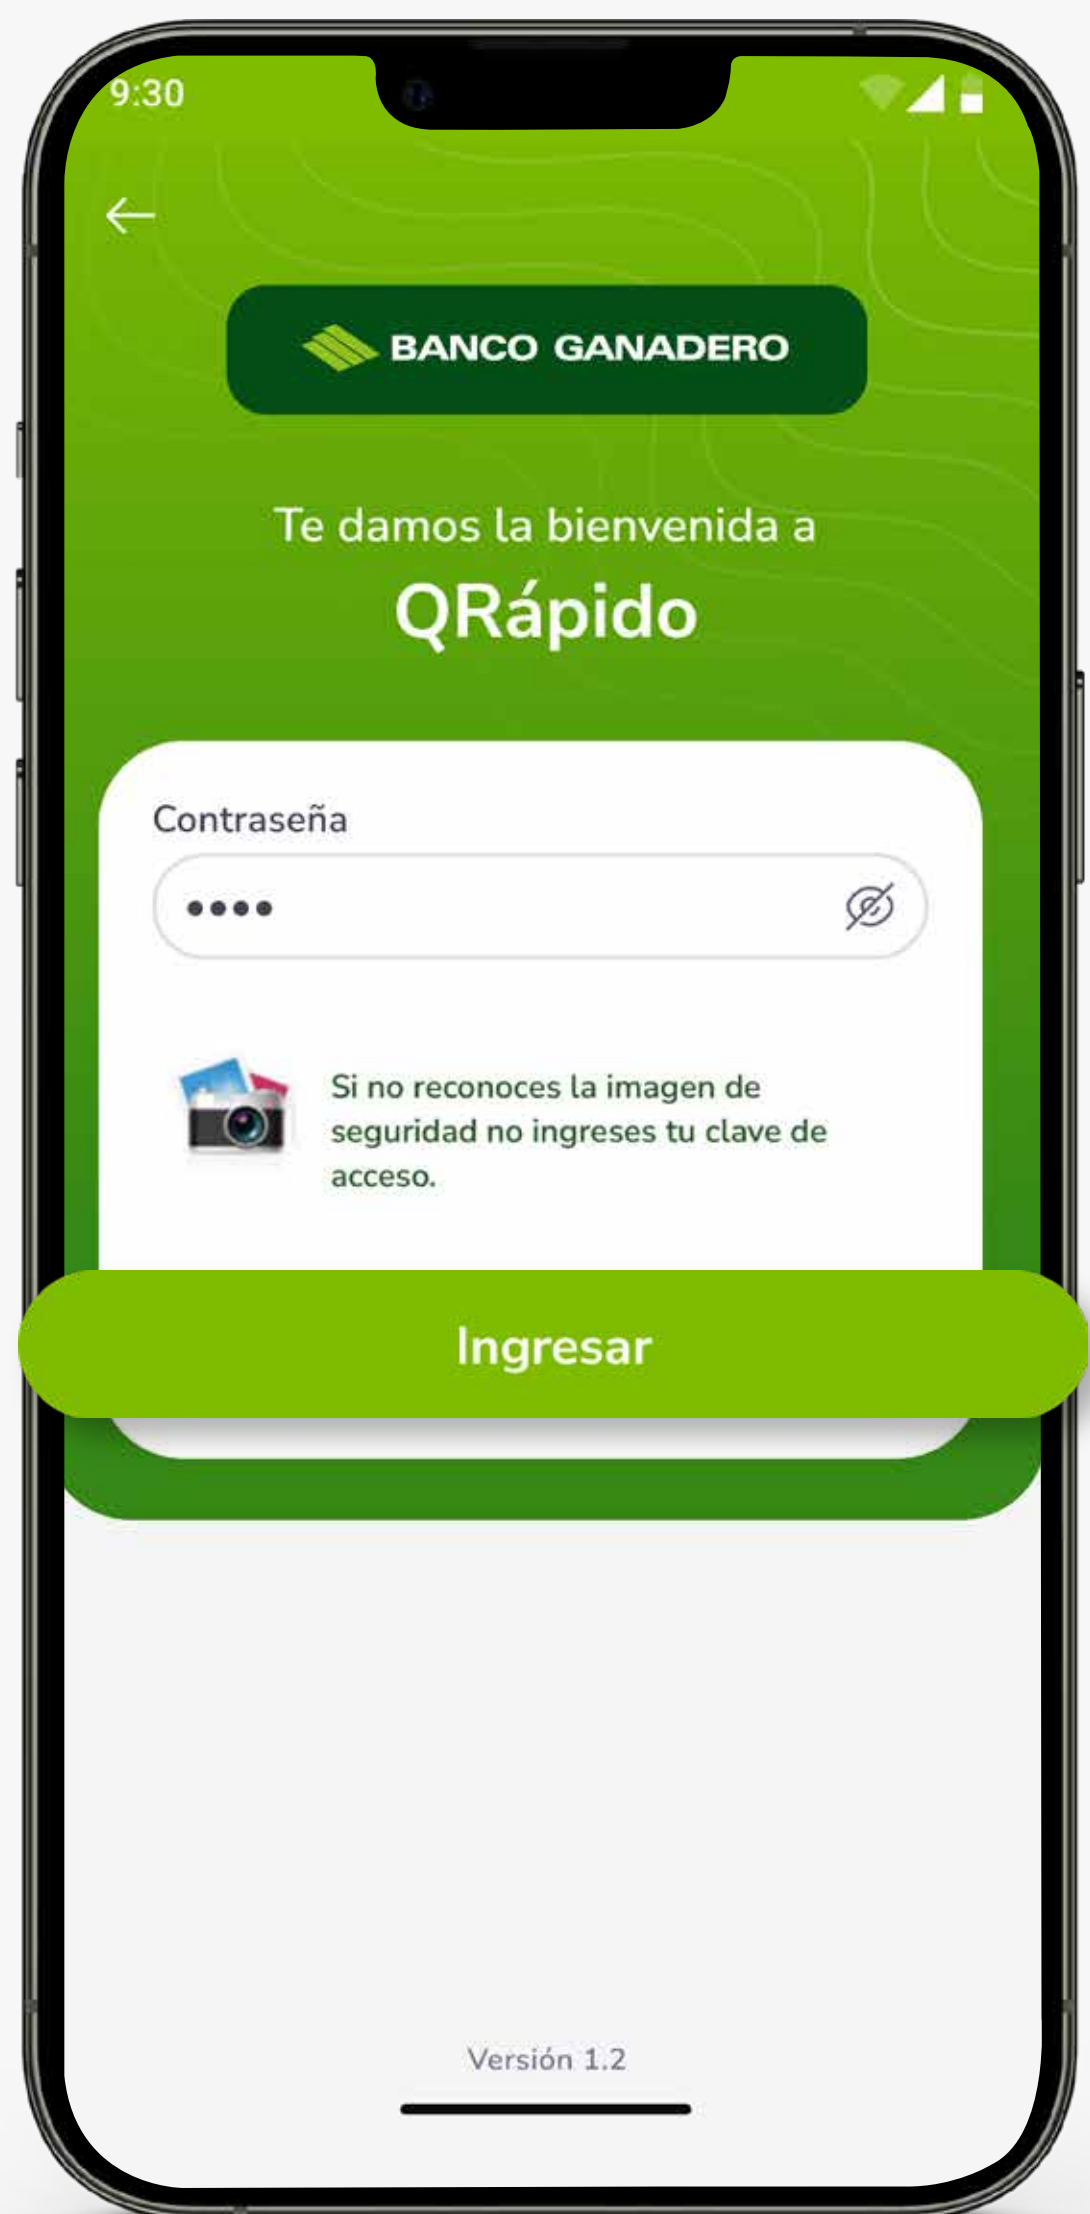 9:30
BANCO GANADERO
Te damos la bienvenida a
QRápido
Contraseña
Si no reconoces la imagen de
seguridad no ingreses tu clave de
acceso.
Ingresar
Versión 1.2